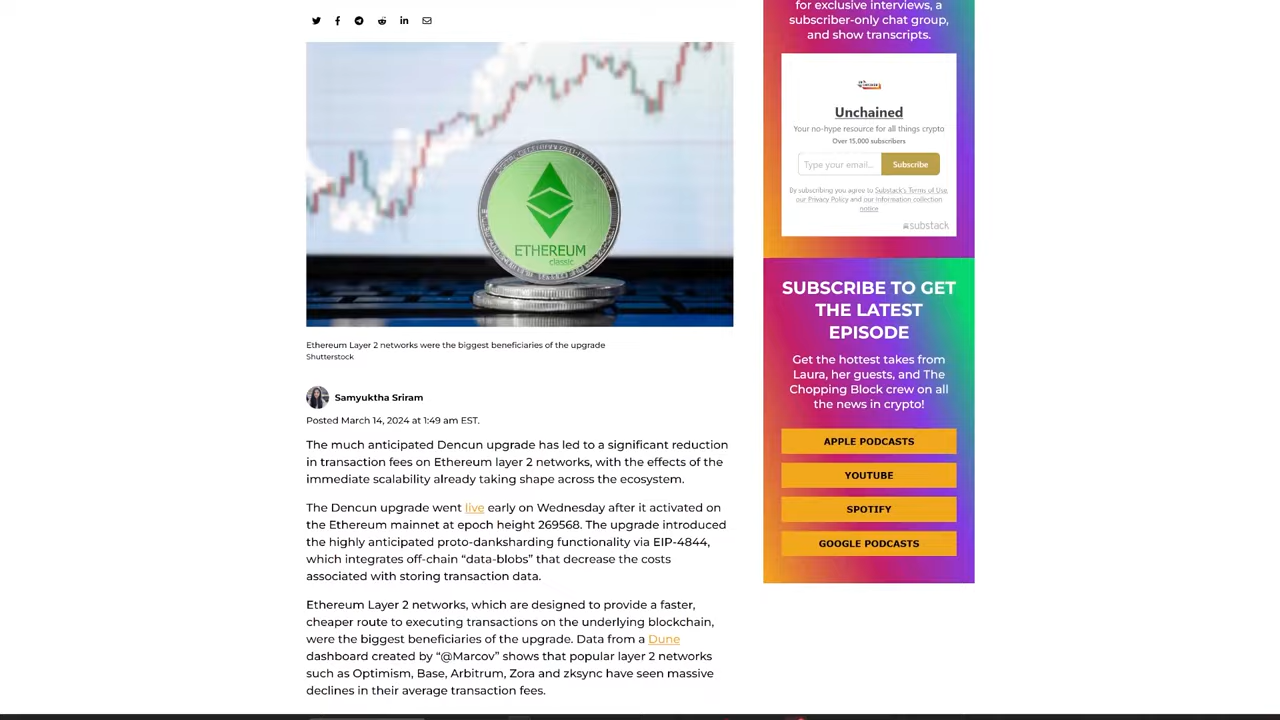 ETHEREUM
classic
Ethereum Layer 2 networks were the biggest beneficiaries of the upgrade
Shutterstock
Samyuktha Sriram
Posted March 14, 2024 at 1:49 am EST.
The much anticipated Dencun upgrade has led to a significant reduction
in transaction fees on Ethereum layer 2 networks, with the effects of the
immediate scalability already taking shape across the ecosystem.
The Dencun upgrade went live early on Wednesday after it activated on
the Ethereum mainnet at epoch height 269568. The upgrade introduced
the highly anticipated proto-danksharding functionality via EIP-4844,
which integrates off-chain “data-blobs” that decrease the costs
associated with storing transaction data.
Ethereum Layer 2 networks, which are designed to provide a faster,
cheaper route to executing transactions on the underlying blockchain,
were the biggest beneficiaries of the upgrade. Data from a Dune
dashboard created by “@Marcov” shows that popular layer 2 networks
such as Optimism, Base, Arbitrum, Zora and zksync have seen massive
declines in their average transaction fees.
for exclusive interviews, a
subscriber-only chat group,
and show transcripts.
Unchained
Your no-hype resource for all things crypto
Over 15,000 subscribers
Type your email...
Subscribe
By subscribing you agree to Substack's Terms of Use,
our Privacy Policy and our Information collection
notice
substack
SUBSCRIBE TO GET
THE LATEST
EPISODE
Get the hottest takes from
Laura, her guests, and The
Chopping Block crew on all
the news in crypto!
APPLE PODCASTS
YOUTUBE
SPOTIFY
GOOGLE PODCASTS